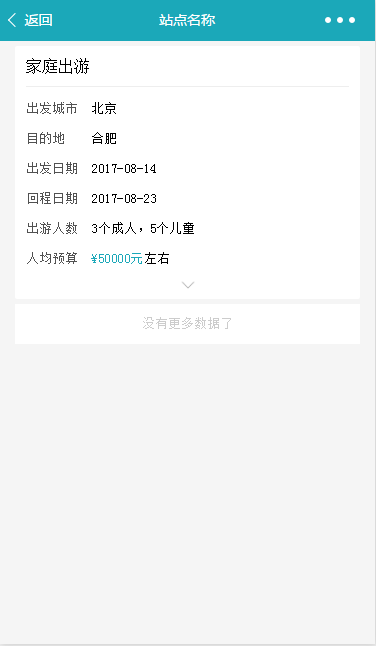 返回 站点名称
家庭出游
出发城市 北京
目的地 合肥
出发日期 2017-08-14
回程日期 2017-08-23
出游人数 3个成人，5个儿童
人均预算 ¥50000元左右
没有更多数据了